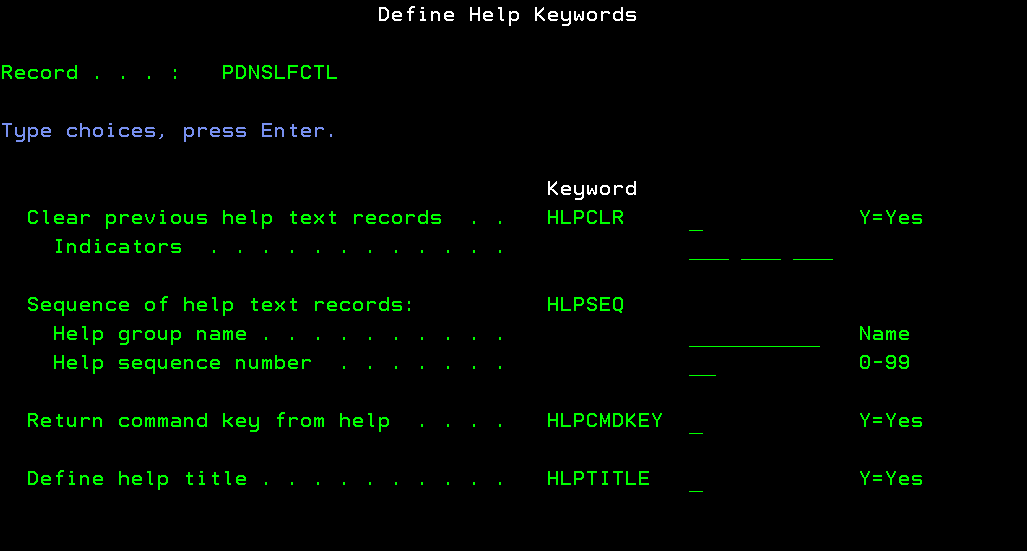 Define Help Keywords
Record . . . :   PDNSLFCTL
Type choices, press Enter.
Keyword
Clear previous help text records  . .   HLPCLR     _            Y=Yes
Indicators  . . . . . . . . . . . .              ___ ___ ___
Sequence of help text records:          HLPSEQ
Help group name . . . . . . . . . .              __________   Name
Help sequence number  . . . . . . .              __           0-99
Return command key from help  . . . .   HLPCMDKEY  _            Y=Yes
Define help title . . . . . . . . . .   HLPTITLE   _            Y=Yes